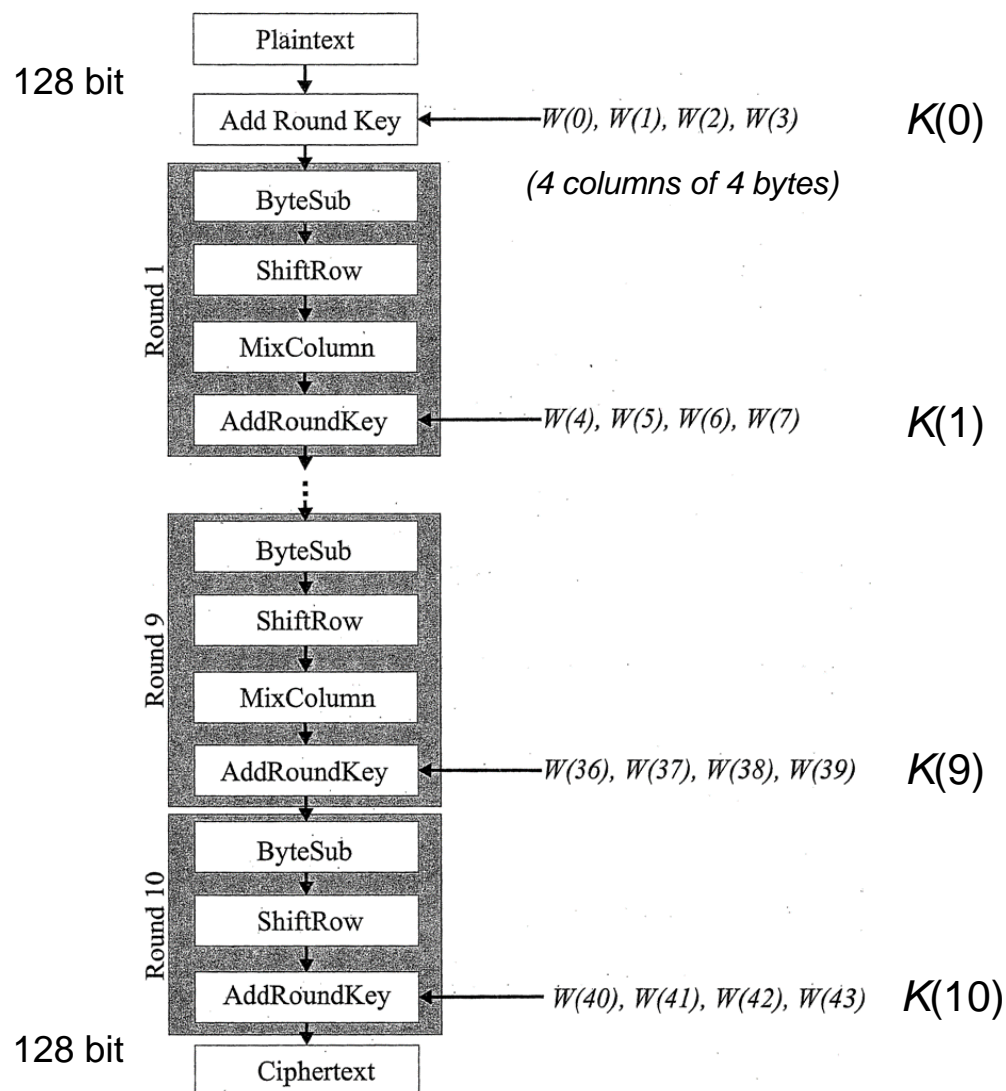 Plaintext
128 bit
Add Round Key W(0), W(1), W(2), W(3) K(0)
(4 columns of 4 bytes)
Round 1
ByteSub
ShiftRow
MixColumn
AddRoundKey W(4), W(5), W(6), W(7) K(1)
Round 9
ByteSub
ShiftRow
MixColumn
AddRoundKey W(36), W(37), W(38), W(39) K(9)
Round 10
ByteSub
ShiftRow
AddRoundKey W(40), W(41), W(42), W(43) K(10)
128 bit
Ciphertext